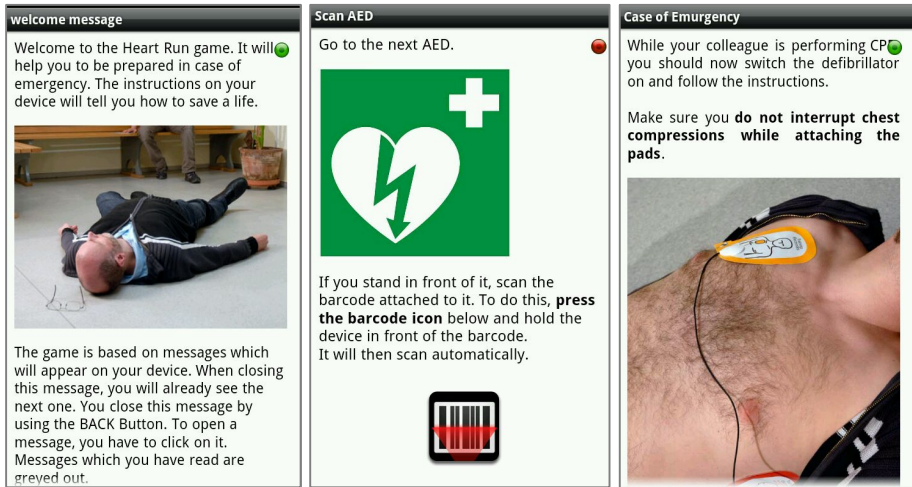 welcome message
Welcome to the Heart Run game. It will
help you to be prepared in case of
emergency. The instructions on your
device will tell you how to save a life.
The game is based on messages which
will appear on your device. When closing
this message, you will already see the
next one. You close this message by
using the BACK Button. To open a
message, you have to click on it.
Messages which you have read are
greyed out.
Scan AED
Go to the next AED.
If you stand in front of it, scan the
barcode attached to it. To do this, press
the barcode icon below and hold the
device in front of the barcode.
It will then scan automatically.
Case of Emurgency
While your colleague is performing CPR
you should now switch the defibrillator
on and follow the instructions.
Make sure you do not interrupt chest
compressions while attaching the
pads.